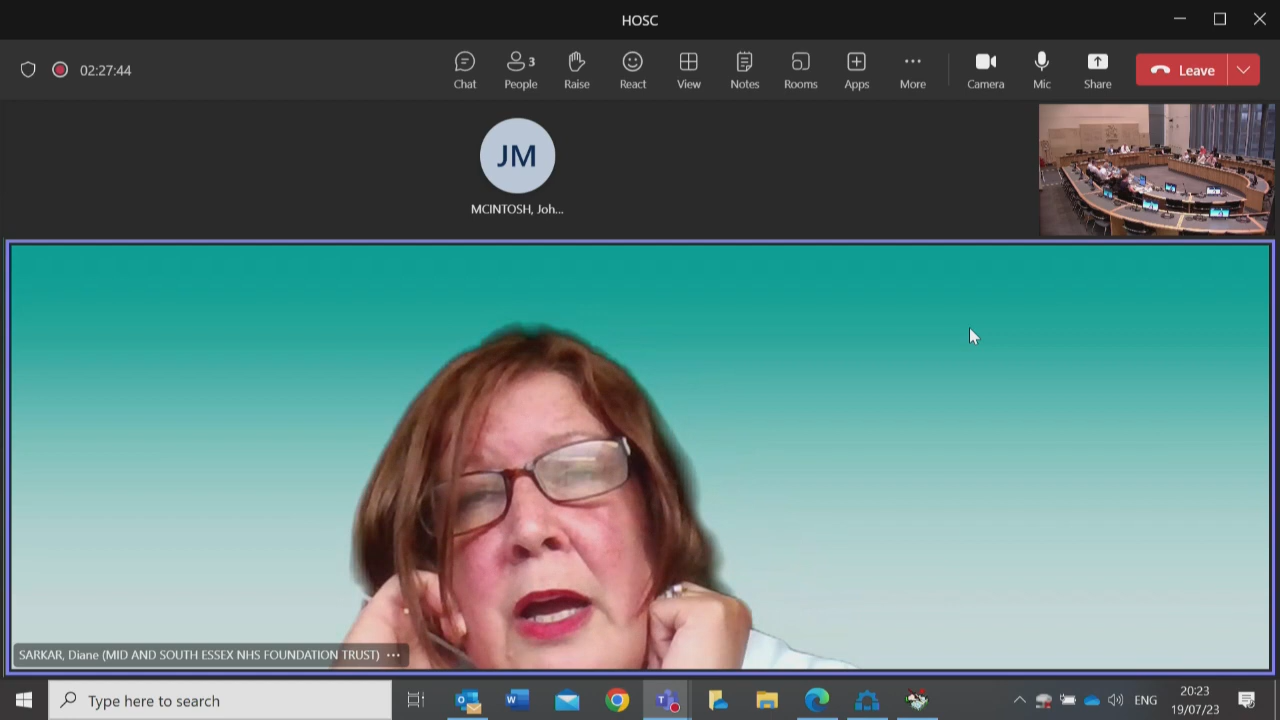 HOSC
02:27:44
Chat
3
People
Raise
React
View
Notes
Rooms
Apps
More
Camera
Mic
Share
Leave
JM
MCINTOSH, Joh...
SARKAR, Diane (MID AND SOUTH ESSEX NHS FOUNDATION TRUST)
Type here to search
ENG
20:23
19/07/23